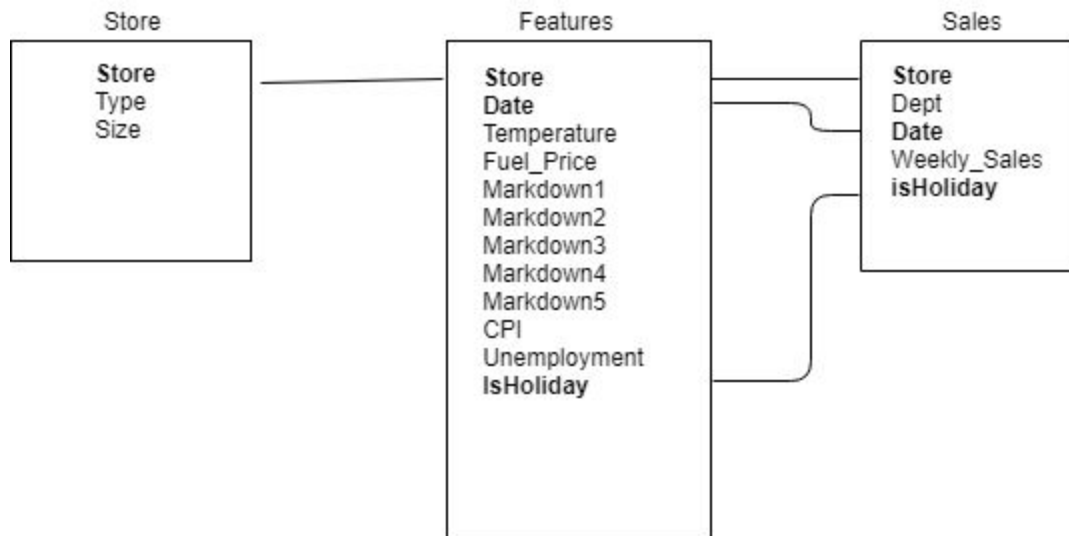 Store
Store
Type
Size
Features
Store
Date
Temperature
Fuel_Price
Markdown1
Markdown2
Markdown3
Markdown4
Markdown5
CPI
Unemployment
IsHoliday
Sales
Store
Dept
Date
Weekly_Sales
isHoliday